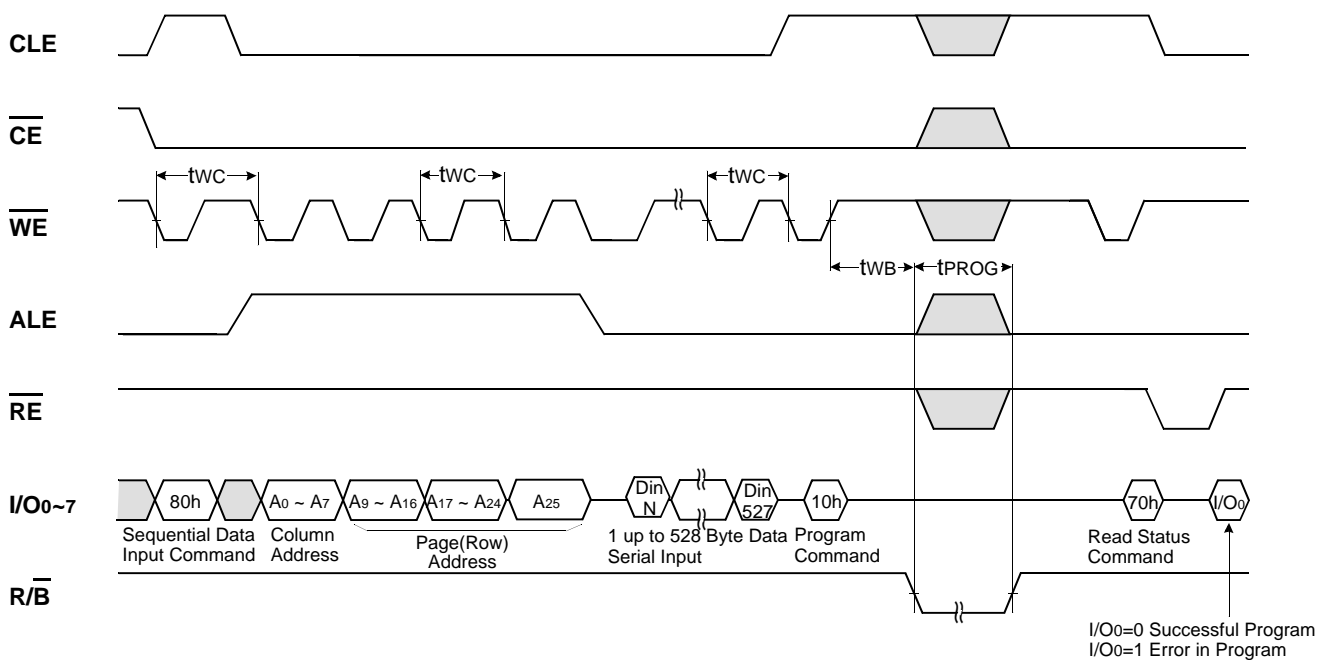 CLE
CE
tWC
tWC
tWC
WE
tWB
tPROG
ALE
RE
I/O0~7
80h
A0 ~ A7
A9 ~ A16
A17 ~ A24
A25
Din
N
Din
527
10h
70h
I/O0
Sequential Data
Input Command
Column
Address
Page(Row)
Address
1 up to 528 Byte Data
Serial Input
Program
Command
Read Status
Command
R/B
I/O0=0 Successful Program
I/O0=1 Error in Program